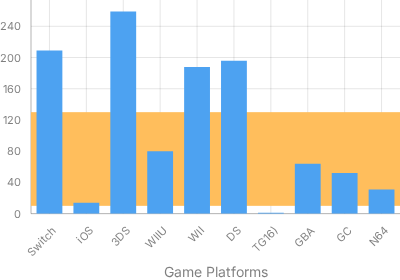 240
200
160
120
80
40
0
Switch
iOS
3DS
WIIU
WII
DS
TG16)
GBA
GC
N64
Game Platforms